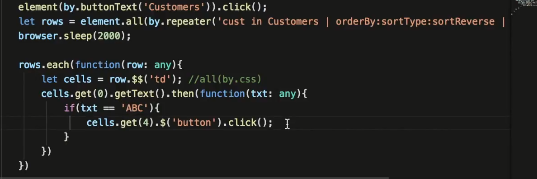 element(by.buttonText('Customers')).click();
let rows = element.all(by.repeater('cust in Customers | orderBy:sortType:sortReverse |
browser.sleep(2000);
rows.each(function(row: any){
let cells = row.$$('td'); //all(by.css)
cells.get(0).getText().then(function(txt: any){
if(txt == 'ABC'){
cells.get(4).$('button').click();
}
})
})